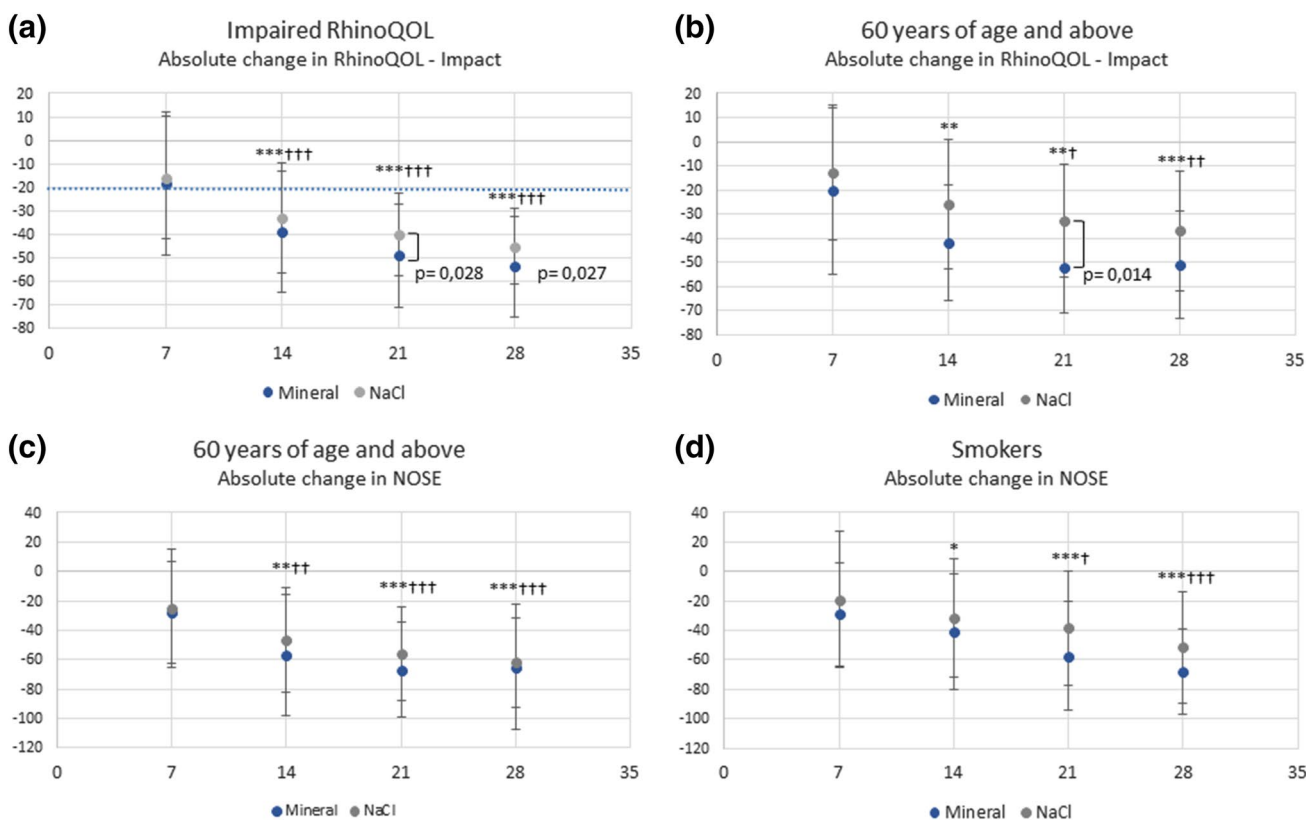 (a)
Impaired RhinoQOL
Absolute change in RhinoQOL - Impact
20
10
0
-10
-20
-30
-40
-50
-60
-70
-80
***†††
***†††
***†††
p= 0,028
p= 0,027
0 7 14 21 28 35
Mineral NaCl
(b)
60 years of age and above
Absolute change in RhinoQOL - Impact
20
10
0
-10
-20
-30
-40
-50
-60
-70
-80
**
**†
***††
p= 0,014
0 7 14 21 28 35
Mineral NaCl
(c)
60 years of age and above
Absolute change in NOSE
40
20
0
-20
-40
-60
-80
-100
-120
**††
***†††
***†††
0 7 14 21 28 35
Mineral NaCl
(d)
Smokers
Absolute change in NOSE
40
20
0
-20
-40
-60
-80
-100
-120
*
***†
***†††
0 7 14 21 28 35
Mineral NaCl